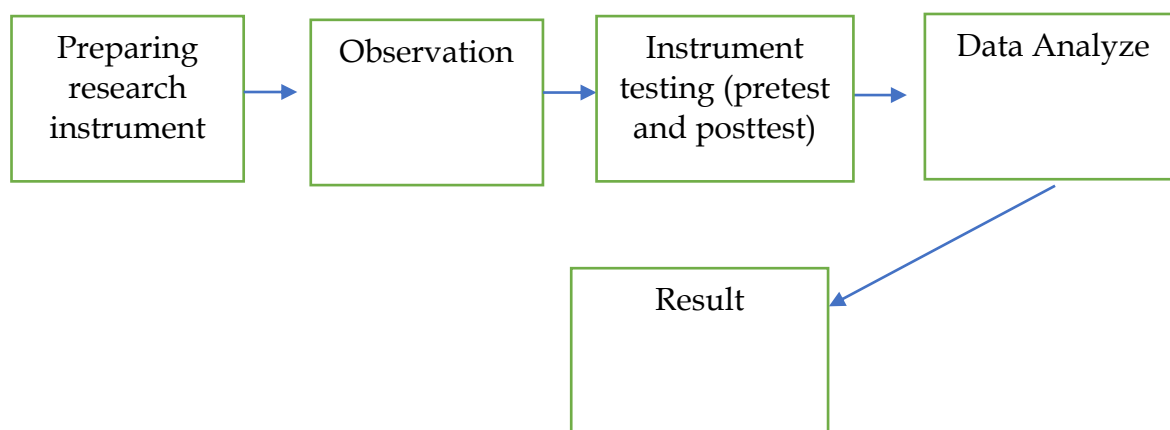 Preparing
research
instrument
Observation
Instrument
testing (pretest
and posttest)
Data Analyze
Result